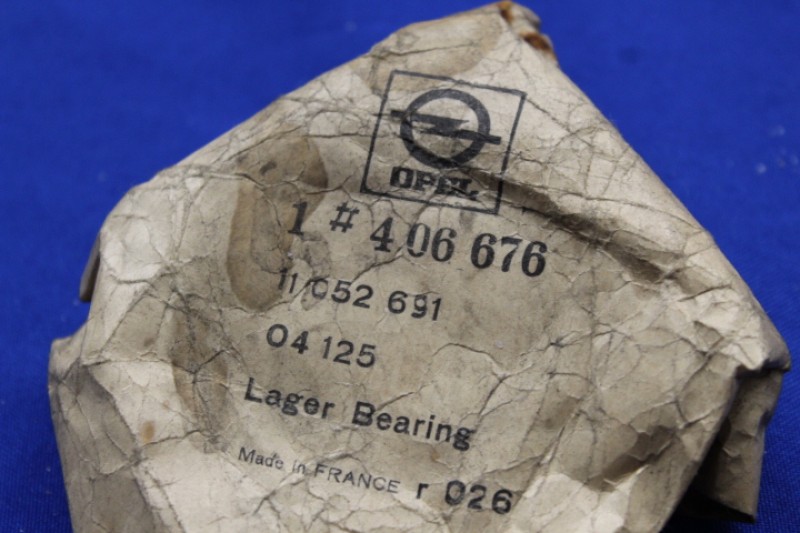 OPEL
1 # 4 06 676
11 052 691
04 125
Lager Bearing
Made in FRANCE r 026